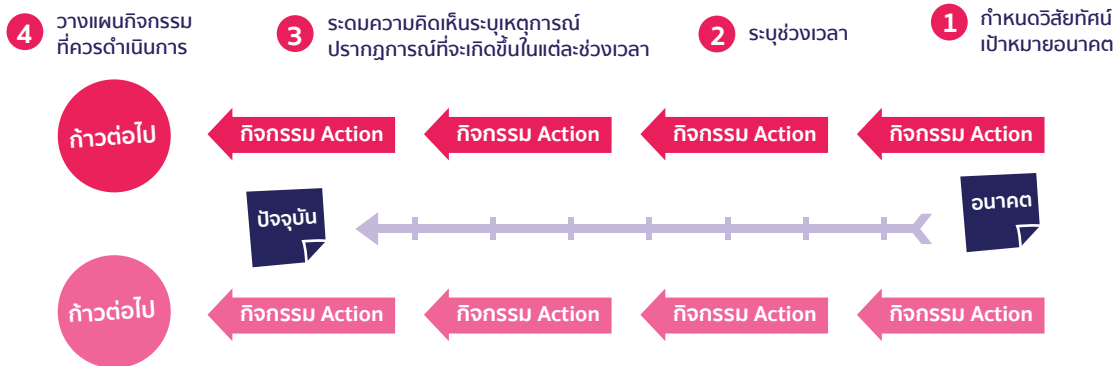 4 วางแผนกิจกรรม
ที่ควรดำเนินการ
3 ระดมความคิดเห็นระบุเหตุการณ์
ปรากฏการณ์ที่จะเกิดขึ้นในแต่ละช่วงเวลา
2 ระบุช่วงเวลา
1 กำหนดวิสัยทัศน์
เป้าหมายอนาคต
ก้าวต่อไป
กิจกรรม Action
กิจกรรม Action
กิจกรรม Action
กิจกรรม Action
ปัจจุบัน
อนาคต
ก้าวต่อไป
กิจกรรม Action
กิจกรรม Action
กิจกรรม Action
กิจกรรม Action